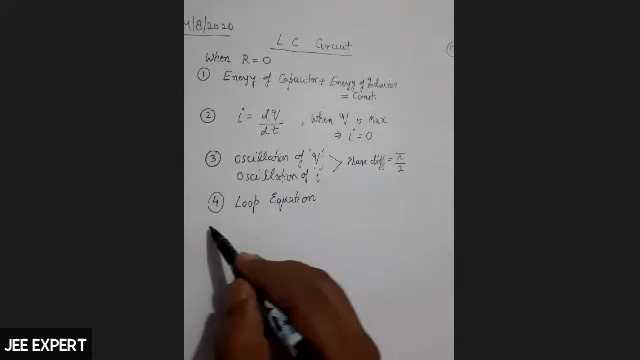 4/8/2020
L C Circuit
When R = 0
① Energy of Capacitor + Energy of Inductor
= Const.
② i = dq/dt , When q is Max
⇒ i = 0
③ Oscillation of 'q'
Oscillation of i
Phase diff = π/2
④ Loop Equation
JEE EXPERT